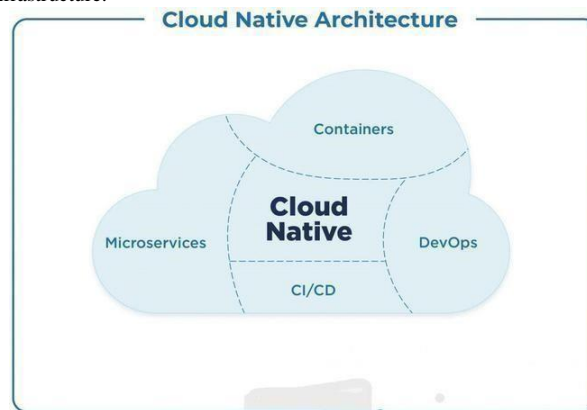 Cloud Native Architecture
Containers
Cloud
Native
Microservices
DevOps
CI/CD